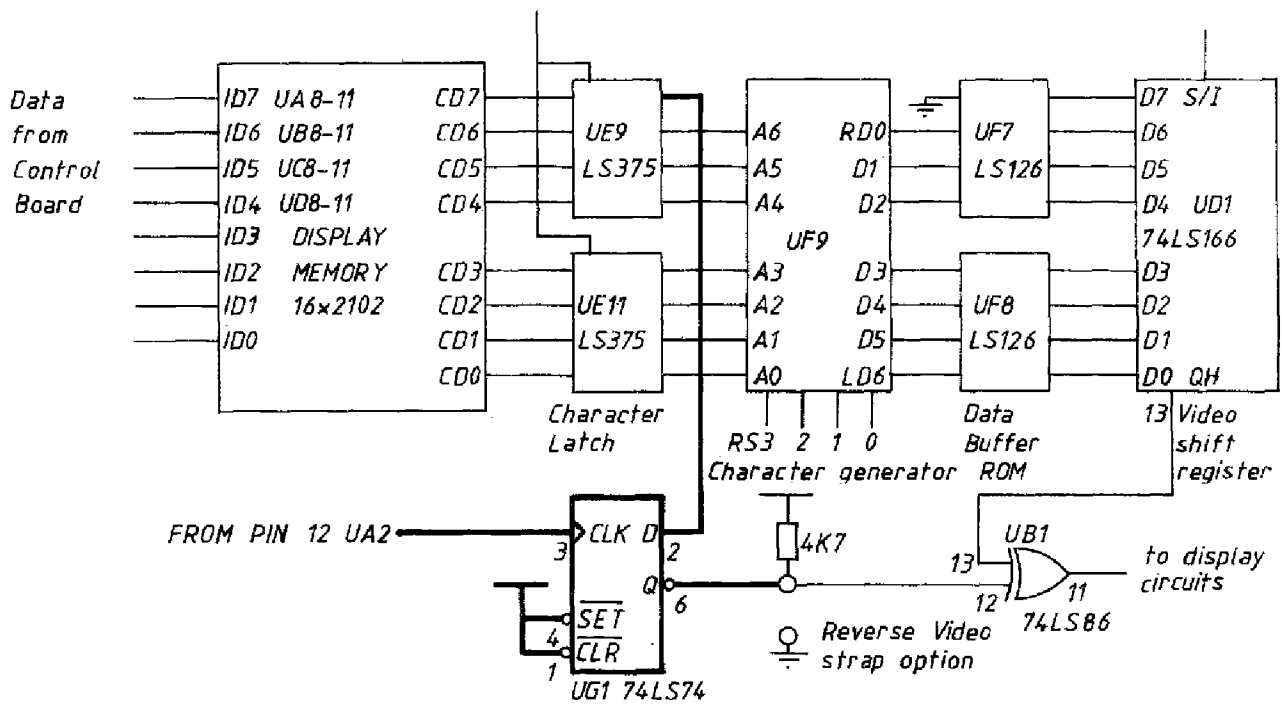 Data
from
Control
Board
ID7 UA8-11 CD7
ID6 UB8-11 CD6
ID5 UC8-11 CD5
ID4 UD8-11 CD4
ID3 DISPLAY
ID2 MEMORY CD3
ID1 16x2102 CD2
ID0 CD1
CD0
UE9
LS375
UE11
LS375
Character
Latch
A6 RD0
A5 D1
A4 D2
UF9
A3 D3
A2 D4
A1 D5
A0 LD6
RS3 2 1 0
Character generator ROM
UF7
LS126
UF8
LS126
Data
Buffer
D7 S/I
D6
D5
D4 UD1
74LS166
D3
D2
D1
D0 QH
13 Video
shift
register
FROM PIN 12 UA2
3 CLK D 2
Q 6
4 SET
1 CLR
UG1 74LS74
4K7
Reverse Video
strap option
UB1
13
12
11
74LS86
to display
circuits